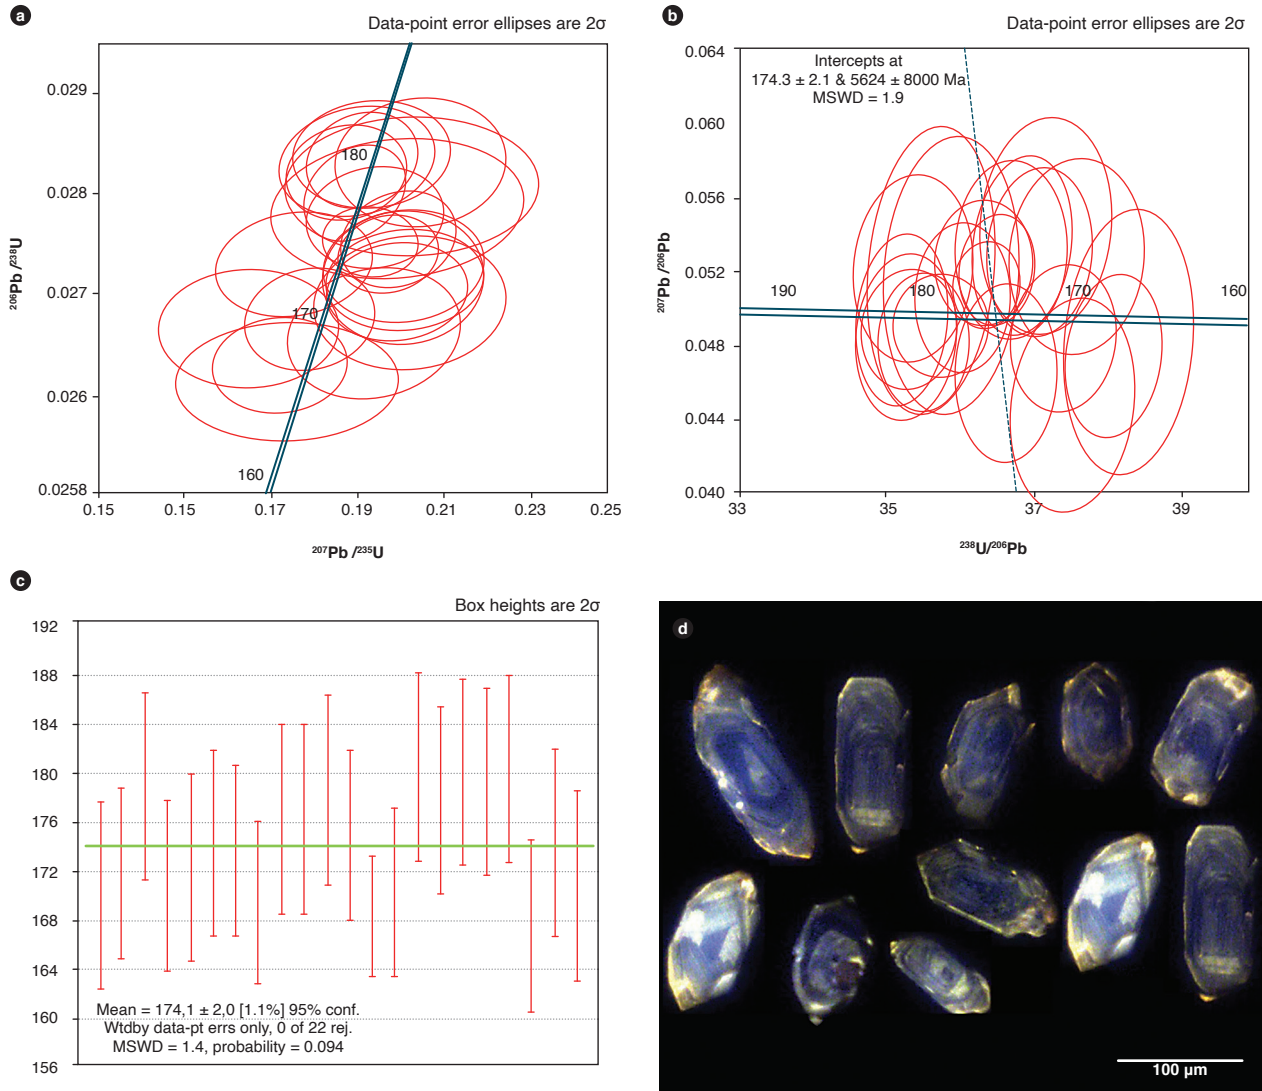 a
Data-point error ellipses are 2σ
0.029
0.028
0.027
0.026
0.0258
206Pb /238U
180
170
160
0.15
0.15
0.17
0.19
0.21
0.23
0.25
207Pb /235U
b
Data-point error ellipses are 2σ
0.064
0.060
0.056
0.052
0.048
0.044
0.040
207Pb /206Pb
Intercepts at
174.3 ± 2.1 & 5624 ± 8000 Ma
MSWD = 1.9
190
180
170
160
33
35
37
39
238U/206Pb
c
Box heights are 2σ
192
188
184
180
176
172
168
164
160
156
Mean = 174,1 ± 2,0 [1.1%] 95% conf.
Wtdby data-pt errs only, 0 of 22 rej.
MSWD = 1.4, probability = 0.094
d
100 µm